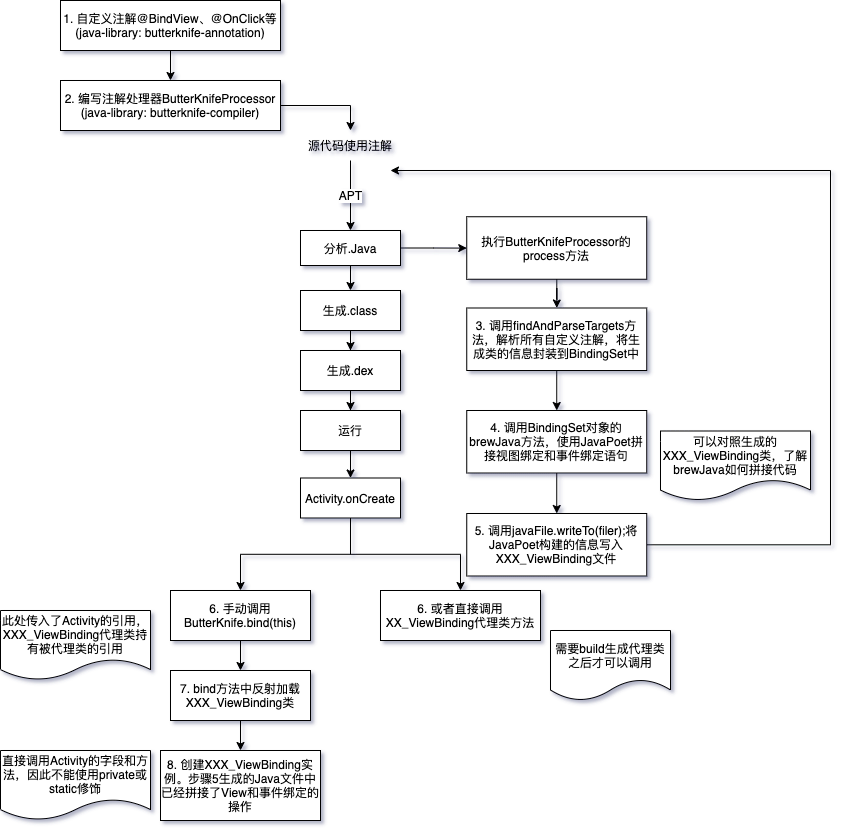 1. 自定义注解@BindView、@OnClick等
(java-library: butterknife-annotation)
2. 编写注解处理器ButterKnifeProcessor
(java-library: butterknife-compiler)
源代码使用注解
APT
分析.Java
执行ButterKnifeProcessor的
process方法
生成.class
3. 调用findAndParseTargets方
法，解析所有自定义注解，将生
成类的信息封装到BindingSet中
生成.dex
运行
4. 调用BindingSet对象的
brewJava方法，使用JavaPoet拼
接视图绑定和事件绑定语句
可以对照生成的
XXX_ViewBinding类，了解
brewJava如何拼接代码
Activity.onCreate
5. 调用javaFile.writeTo(filer);将
JavaPoet构建的信息写入
XXX_ViewBinding文件
此处传入了Activity的引用，
XXX_ViewBinding代理类持
有被代理类的引用
6. 手动调用
ButterKnife.bind(this)
6. 或者直接调用
XX_ViewBinding代理类方法
需要build生成代理类
之后才可以调用
7. bind方法中反射加载
XXX_ViewBinding类
直接调用Activity的字段和方
法，因此不能使用private或
static修饰
8. 创建XXX_ViewBinding实
例。步骤5生成的Java文件中
已经拼接了View和事件绑定的
操作